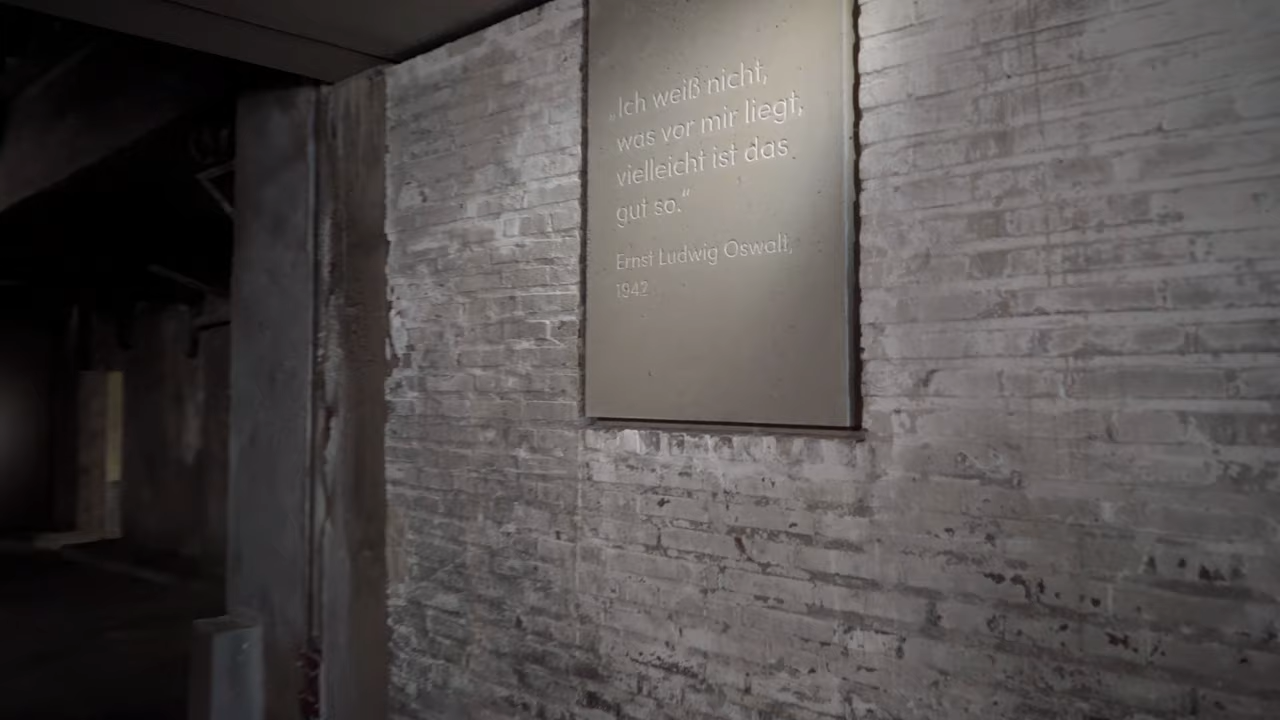 „Ich weiß nicht,
was vor mir liegt,
vielleicht ist das
gut so.“
Ernst Ludwig Oswalt,
1942